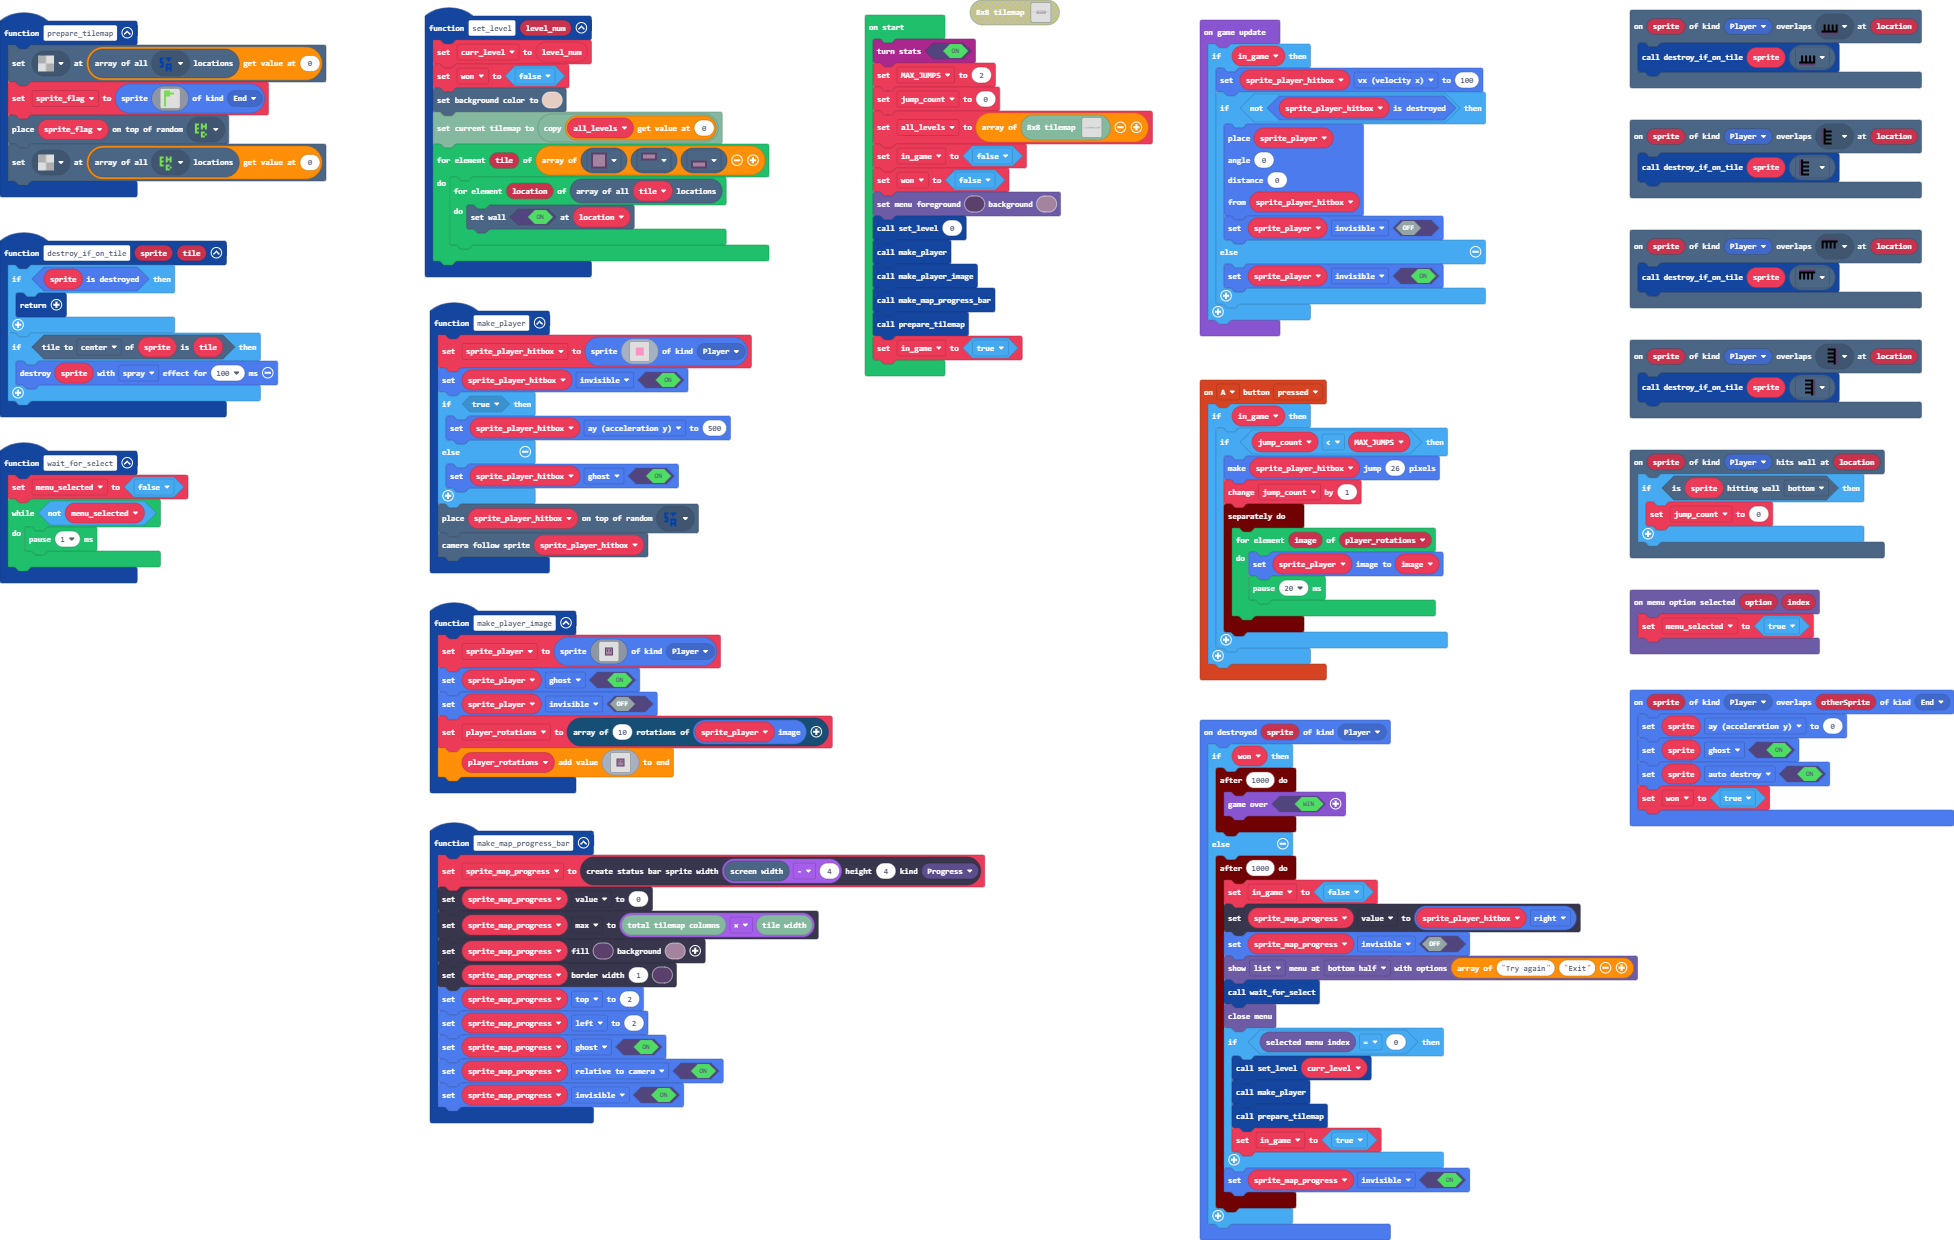 function prepare_tilemap
set at array of all locations get value at 0
set sprite_flag to sprite of kind End
place sprite_flag on top of random
set at array of all locations get value at 0
function destroy_if_on_tile sprite tile
if sprite is destroyed then
return
if tile to center of sprite is tile then
destroy sprite with spray effect for 100 ms
function wait_for_select
set menu_selected to false
while not menu_selected
do
pause 1 ms
function set_level level_num
set curr_level to level_num
set won to false
set background color to
set current tilemap to copy all_levels get value at 0
for element tile of array of
do
for element location of array of all tile locations
do
set wall ON at location
function make_player
set sprite_player_hitbox to sprite of kind Player
set sprite_player_hitbox invisible ON
if true then
set sprite_player_hitbox ay (acceleration y) to 500
else
set sprite_player_hitbox ghost ON
place sprite_player_hitbox on top of random
camera follow sprite sprite_player_hitbox
function make_player_image
set sprite_player to sprite of kind Player
set sprite_player ghost ON
set sprite_player invisible OFF
set player_rotations to array of 10 rotations of sprite_player image
player_rotations add value to end
function make_map_progress_bar
set sprite_map_progress to create status bar sprite width screen width - 4 height 4 kind Progress
set sprite_map_progress value to 0
set sprite_map_progress max to total tilemap columns × tile width
set sprite_map_progress fill background
set sprite_map_progress border width 1
set sprite_map_progress top to 2
set sprite_map_progress left to 2
set sprite_map_progress ghost ON
set sprite_map_progress relative to camera ON
set sprite_map_progress invisible ON
8x8 tilemap
on start
turn stats ON
set MAX_JUMPS to 2
set jump_count to 0
set all_levels to array of 8x8 tilemap
set in_game to false
set won to false
set menu foreground background
call set_level 0
call make_player
call make_player_image
call make_map_progress_bar
call prepare_tilemap
set in_game to true
on game update
if in_game then
set sprite_player_hitbox vx (velocity x) to 100
if not sprite_player_hitbox is destroyed then
place sprite_player
angle 0
distance 0
from sprite_player_hitbox
set sprite_player invisible OFF
else
set sprite_player invisible ON
on A button pressed
if in_game then
if jump_count < MAX_JUMPS then
make sprite_player_hitbox jump 26 pixels
change jump_count by 1
separately do
for element image of player_rotations
do
set sprite_player image to image
pause 20 ms
on destroyed sprite of kind Player
if won then
after 1000 do
game over WIN
else
after 1000 do
set in_game to false
set sprite_map_progress value to sprite_player_hitbox right
set sprite_map_progress invisible OFF
show list menu at bottom half with options array of "Try again" "Exit"
call wait_for_select
close menu
if selected menu index = 0 then
call set_level curr_level
call make_player
call prepare_tilemap
set in_game to true
set sprite_map_progress invisible ON
on sprite of kind Player overlaps at location
call destroy_if_on_tile sprite
on sprite of kind Player overlaps at location
call destroy_if_on_tile sprite
on sprite of kind Player overlaps at location
call destroy_if_on_tile sprite
on sprite of kind Player overlaps at location
call destroy_if_on_tile sprite
on sprite of kind Player hits wall at location
if is sprite hitting wall bottom then
set jump_count to 0
on menu option selected option index
set menu_selected to true
on sprite of kind Player overlaps otherSprite of kind End
set sprite ay (acceleration y) to 0
set sprite ghost ON
set sprite auto destroy ON
set won to true